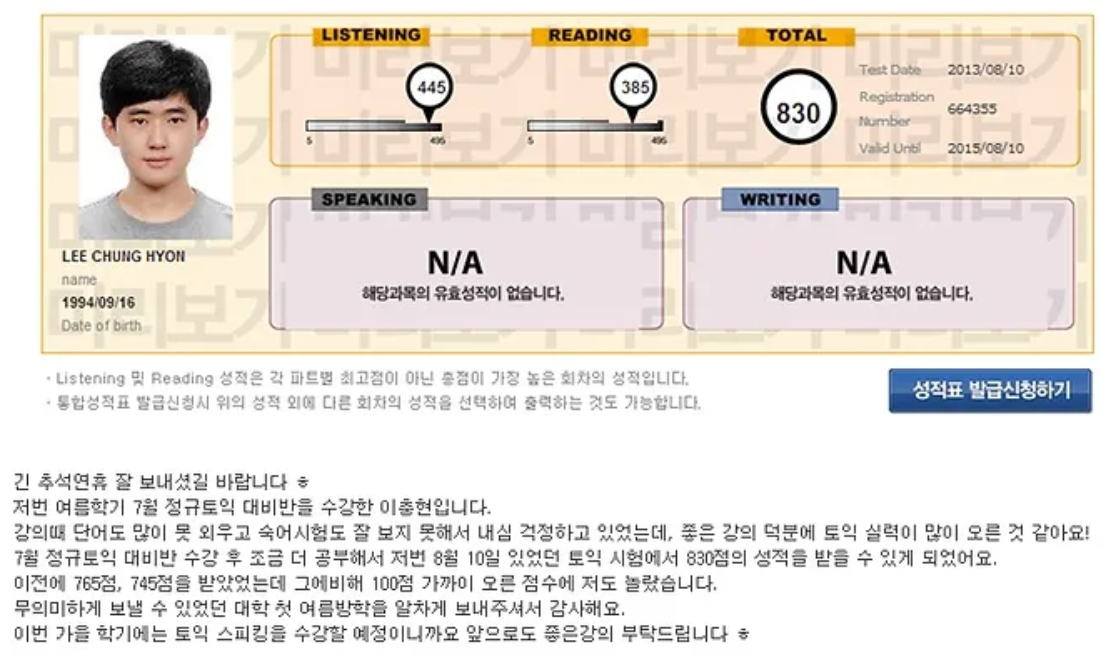 LISTENING
READING
TOTAL
445
385
830
5
495
5
495
Test Date 2013/08/10
Registration Number 664355
Valid Until 2015/08/10
SPEAKING
WRITING
N/A
해당과목의 유효성적이 없습니다.
N/A
해당과목의 유효성적이 없습니다.
LEE CHUNG HYON
name
1994/09/16
Date of birth
미리보기
· Listening 및 Reading 성적은 각 파트별 최고점이 아닌 총점이 가장 높은 회차의 성적입니다.
· 통합성적표 발급신청시 위의 성적 외에 다른 회차의 성적을 선택하여 출력하는 것도 가능합니다.
성적표 발급신청하기
긴 추석연휴 잘 보내셨길 바랍니다 ㅎ
저번 여름학기 7월 정규토익 대비반을 수강한 이충현입니다.
강의때 단어도 많이 못 외우고 숙어시험도 잘 보지 못해서 내심 걱정하고 있었는데, 좋은 강의 덕분에 토익 실력이 많이 오른 것 같아요!
7월 정규토익 대비반 수강 후 조금 더 공부해서 저번 8월 10일 있었던 토익 시험에서 830점의 성적을 받을 수 있게 되었어요.
이전에 765점, 745점을 받았었는데 그에비해 100점 가까이 오른 점수에 저도 놀랐습니다.
무의미하게 보낼 수 있었던 대학 첫 여름방학을 알차게 보내주셔서 감사해요.
이번 가을 학기에는 토익 스피킹을 수강할 예정이니까요 앞으로도 좋은강의 부탁드립니다 ㅎ